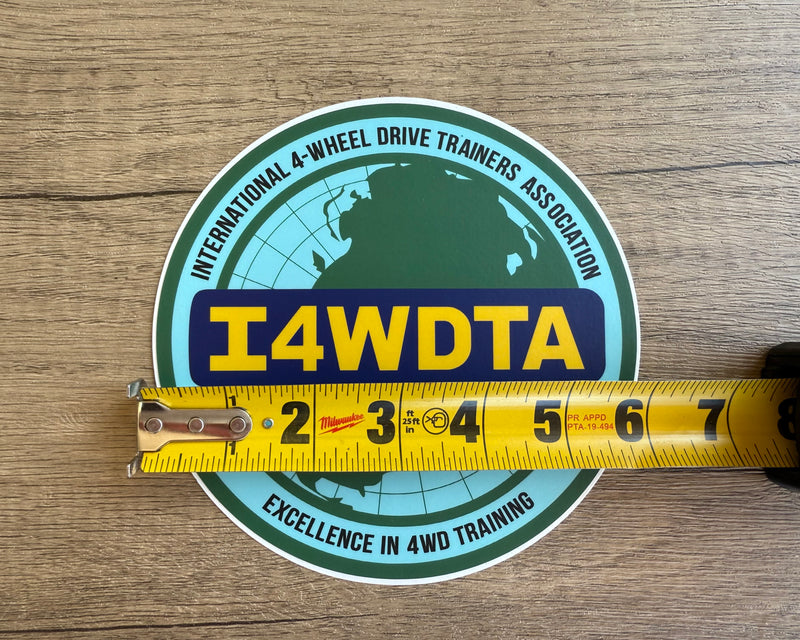 INTERNATIONAL 4-WHEEL DRIVE TRAINERS ASSOCIATION
I4WDTA
1 2 Milwaukee 3 ft 25ft in 4 5 PR APPD PTA-19-494 6 7 8
EXCELLENCE IN 4WD TRAINING